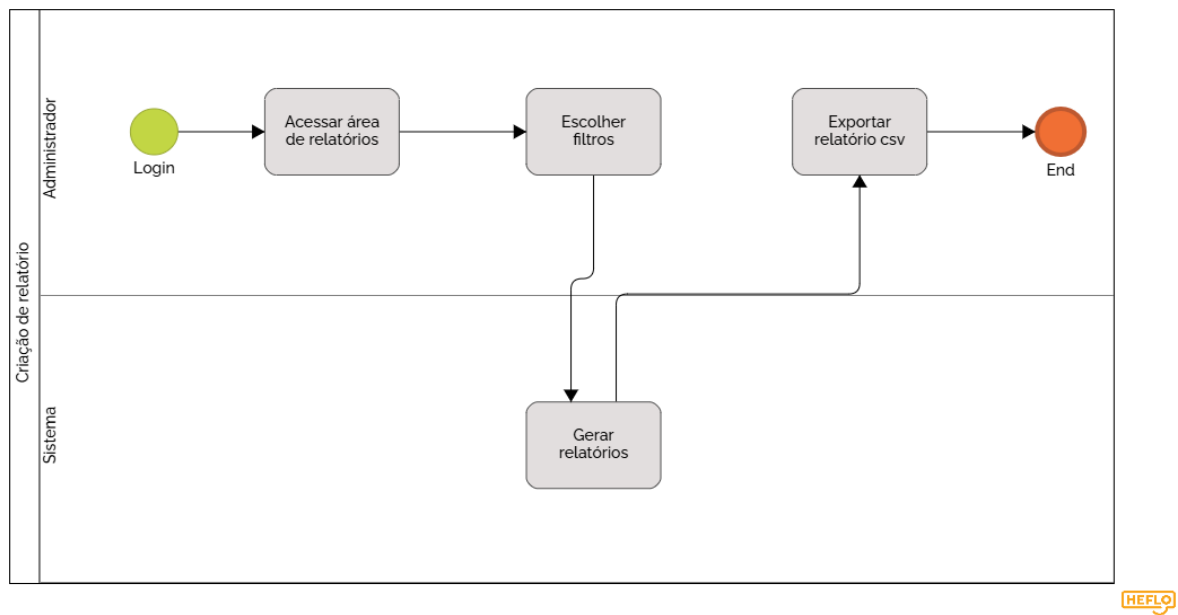 Criação de relatório
Administrador
Login
Acessar área
de relatórios
Escolher
filtros
Exportar
relatório csv
End
Sistema
Gerar
relatórios
HEFLO